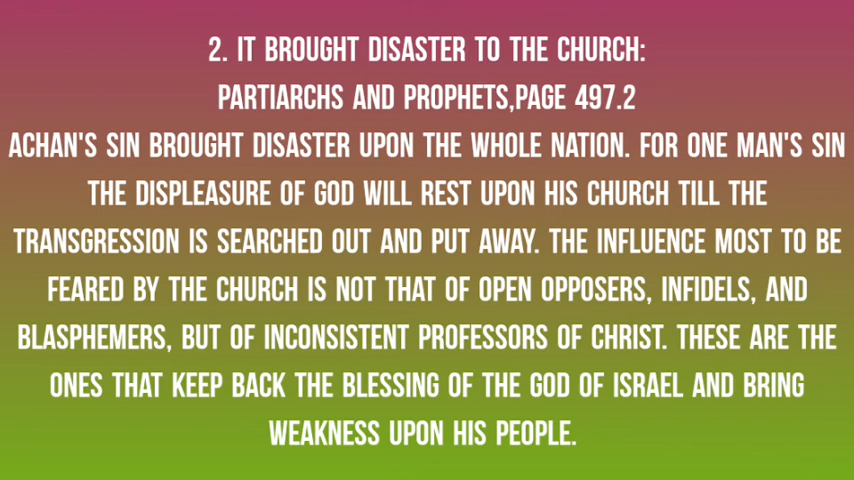 2. IT BROUGHT DISASTER TO THE CHURCH:
PARTIARCHS AND PROPHETS,PAGE 497.2
ACHAN'S SIN BROUGHT DISASTER UPON THE WHOLE NATION. FOR ONE MAN'S SIN
THE DISPLEASURE OF GOD WILL REST UPON HIS CHURCH TILL THE
TRANSGRESSION IS SEARCHED OUT AND PUT AWAY. THE INFLUENCE MOST TO BE
FEARED BY THE CHURCH IS NOT THAT OF OPEN OPPOSERS, INFIDELS, AND
BLASPHEMERS, BUT OF INCONSISTENT PROFESSORS OF CHRIST. THESE ARE THE
ONES THAT KEEP BACK THE BLESSING OF THE GOD OF ISRAEL AND BRING
WEAKNESS UPON HIS PEOPLE.